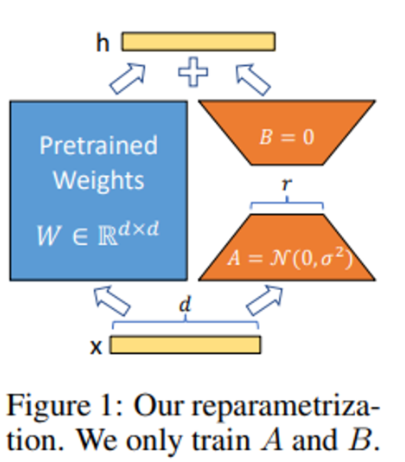 h
Pretrained
Weights
W ∈ ℝ^{d×d}
B = 0
r
A = 𝒩(0, σ²)
d
x
Figure 1: Our reparametriza-
tion. We only train A and B.